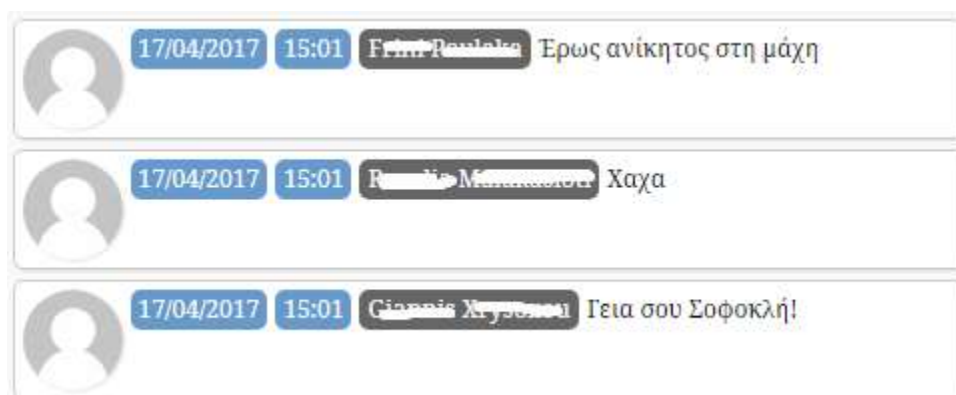 17/04/2017 15:01 Έρως ανίκητος στη μάχη
17/04/2017 15:01 Χαχα
17/04/2017 15:01 Γεια σου Σοφοκλή!